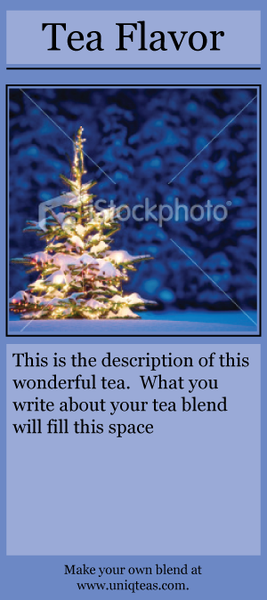 Tea Flavor
iStockphoto®
This is the description of this
wonderful tea.  What you
write about your tea blend
will fill this space
Make your own blend at
www.uniqteas.com.